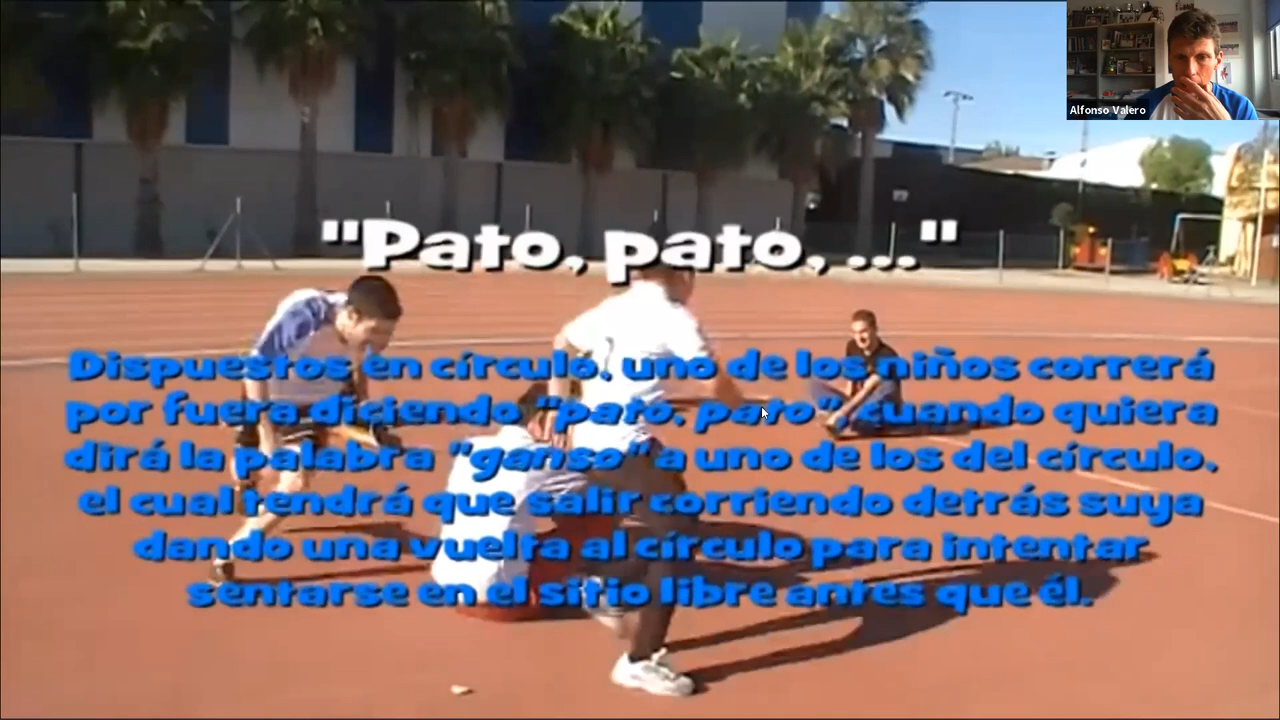 Alfonso Valero
"Pato, pato, ..."
Dispuestos en círculo, uno de los niños correrá
por fuera diciendo "pato, pato" cuando quiera
dirá la palabra "ganso" a uno de los del círculo,
el cual tendrá que salir corriendo detrás suya
dando una vuelta al círculo para intentar
sentarse en el sitio libre antes que él.